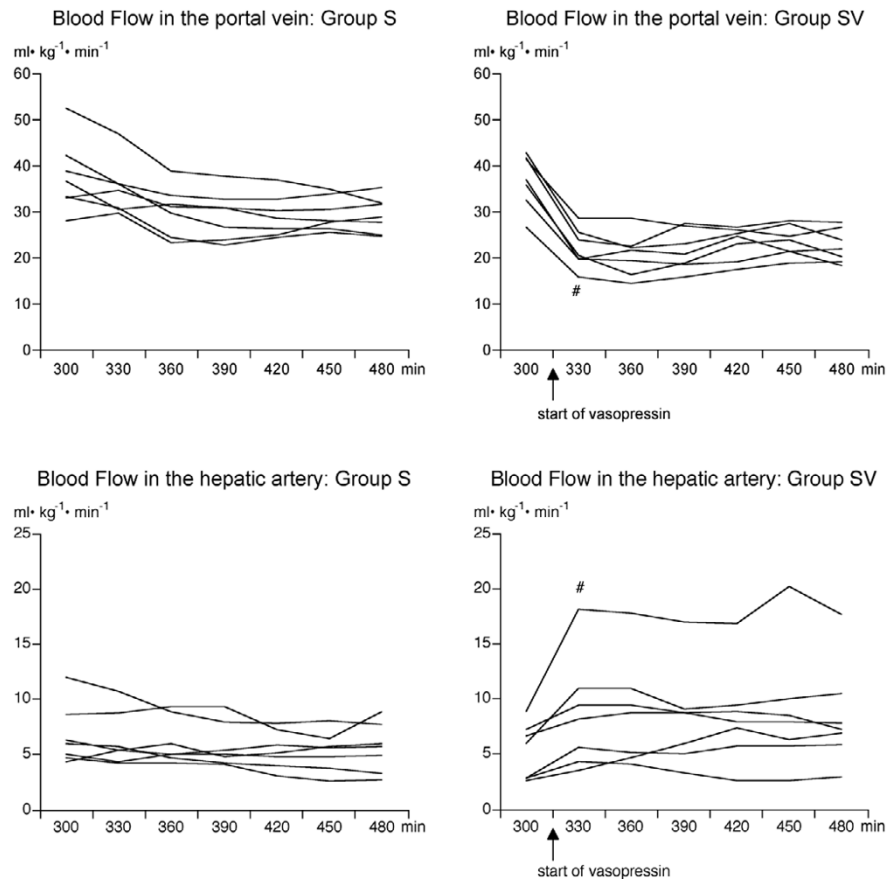 Blood Flow in the portal vein: Group S
ml• kg⁻¹• min⁻¹
60
50
40
30
20
10
0
300 330 360 390 420 450 480 min
Blood Flow in the portal vein: Group SV
ml• kg⁻¹• min⁻¹
60
50
40
30
20
10
0
#
300 330 360 390 420 450 480 min
start of vasopressin
Blood Flow in the hepatic artery: Group S
ml• kg⁻¹• min⁻¹
25
20
15
10
5
0
300 330 360 390 420 450 480 min
Blood Flow in the hepatic artery: Group SV
ml• kg⁻¹• min⁻¹
25
20
15
10
5
0
#
300 330 360 390 420 450 480 min
start of vasopressin